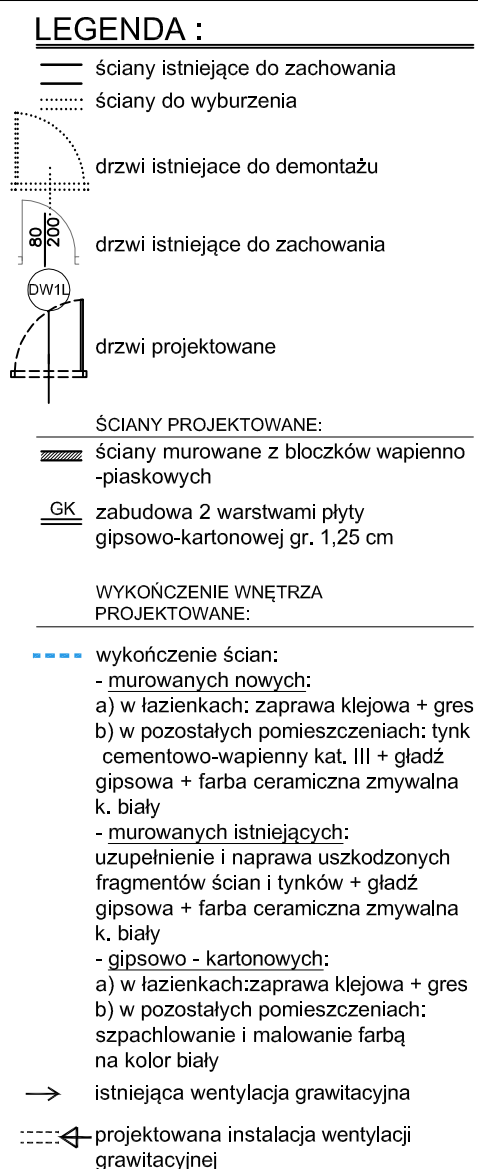 LEGENDA :
ściany istniejące do zachowania
ściany do wyburzenia
drzwi istniejace do demontażu
80
200
drzwi istniejące do zachowania
DW1L
drzwi projektowane
ŚCIANY PROJEKTOWANE:
ściany murowane z bloczków wapienno
-piaskowych
GK zabudowa 2 warstwami płyty
gipsowo-kartonowej gr. 1,25 cm
WYKOŃCZENIE WNĘTRZA
PROJEKTOWANE:
wykończenie ścian:
- murowanych nowych:
a) w łazienkach: zaprawa klejowa + gres
b) w pozostałych pomieszczeniach: tynk
cementowo-wapienny kat. III + gładź
gipsowa + farba ceramiczna zmywalna
k. biały
- murowanych istniejących:
uzupełnienie i naprawa uszkodzonych
fragmentów ścian i tynków + gładź
gipsowa + farba ceramiczna zmywalna
k. biały
- gipsowo - kartonowych:
a) w łazienkach:zaprawa klejowa + gres
b) w pozostałych pomieszczeniach:
szpachlowanie i malowanie farbą
na kolor biały
istniejąca wentylacja grawitacyjna
projektowana instalacja wentylacji
grawitacyjnej